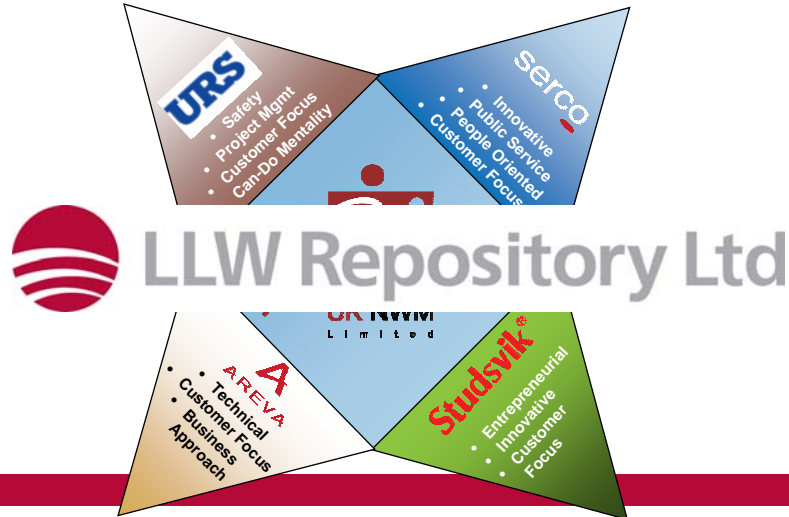 URS
• Safety
• Project Mgmt
• Customer Focus
• Can-Do Mentality
serco
• Innovative
• Public Service
• People Oriented
• Customer Focus
LLW Repository Ltd
UK NWM
Limited
A
AREVA
• Technical
• Customer Focus
• Business
Approach
Studsvik®
• Entrepreneurial
• Innovative
• Customer
• Focus